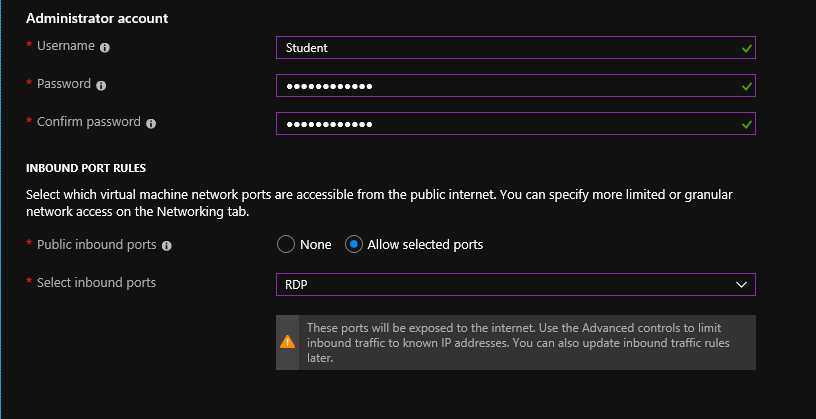 Administrator account
* Username
Student
* Password
••••••••••••
* Confirm password
••••••••••••
INBOUND PORT RULES
Select which virtual machine network ports are accessible from the public internet. You can specify more limited or granular
network access on the Networking tab.
* Public inbound ports
None
Allow selected ports
* Select inbound ports
RDP
These ports will be exposed to the internet. Use the Advanced controls to limit
inbound traffic to known IP addresses. You can also update inbound traffic rules
later.